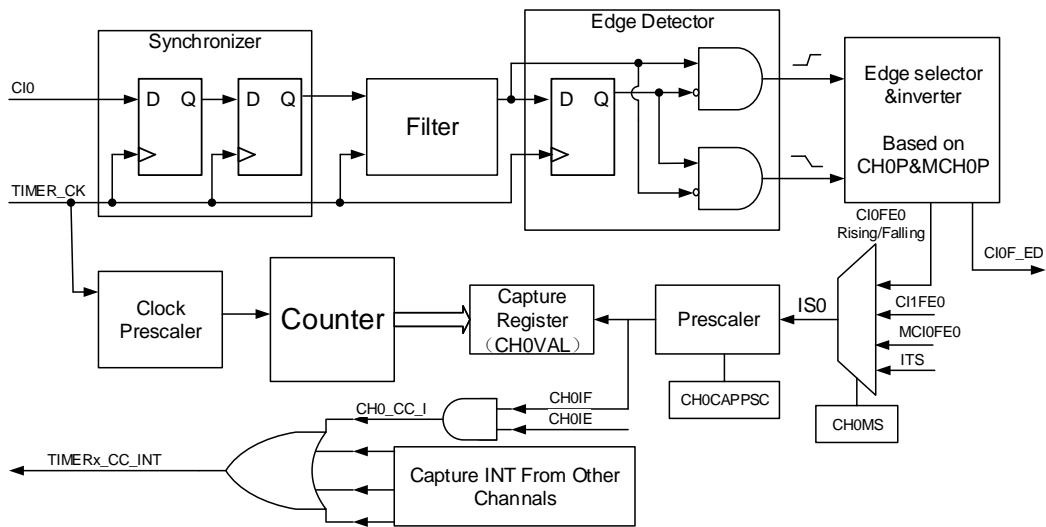 Synchronizer
Edge Detector
CI0
D
Q
D
Q
Filter
D
Q
Edge selector
&inverter
Based on
CH0P&MCH0P
TIMER_CK
CI0FE0
Rising/Falling
CI0F_ED
Clock
Prescaler
Counter
Capture
Register
（CH0VAL）
Prescaler
IS0
CI1FE0
MCI0FE0
ITS
CH0CAPPSC
CH0MS
CH0_CC_I
CH0IF
CH0IE
TIMERx_CC_INT
Capture INT From Other
Channels